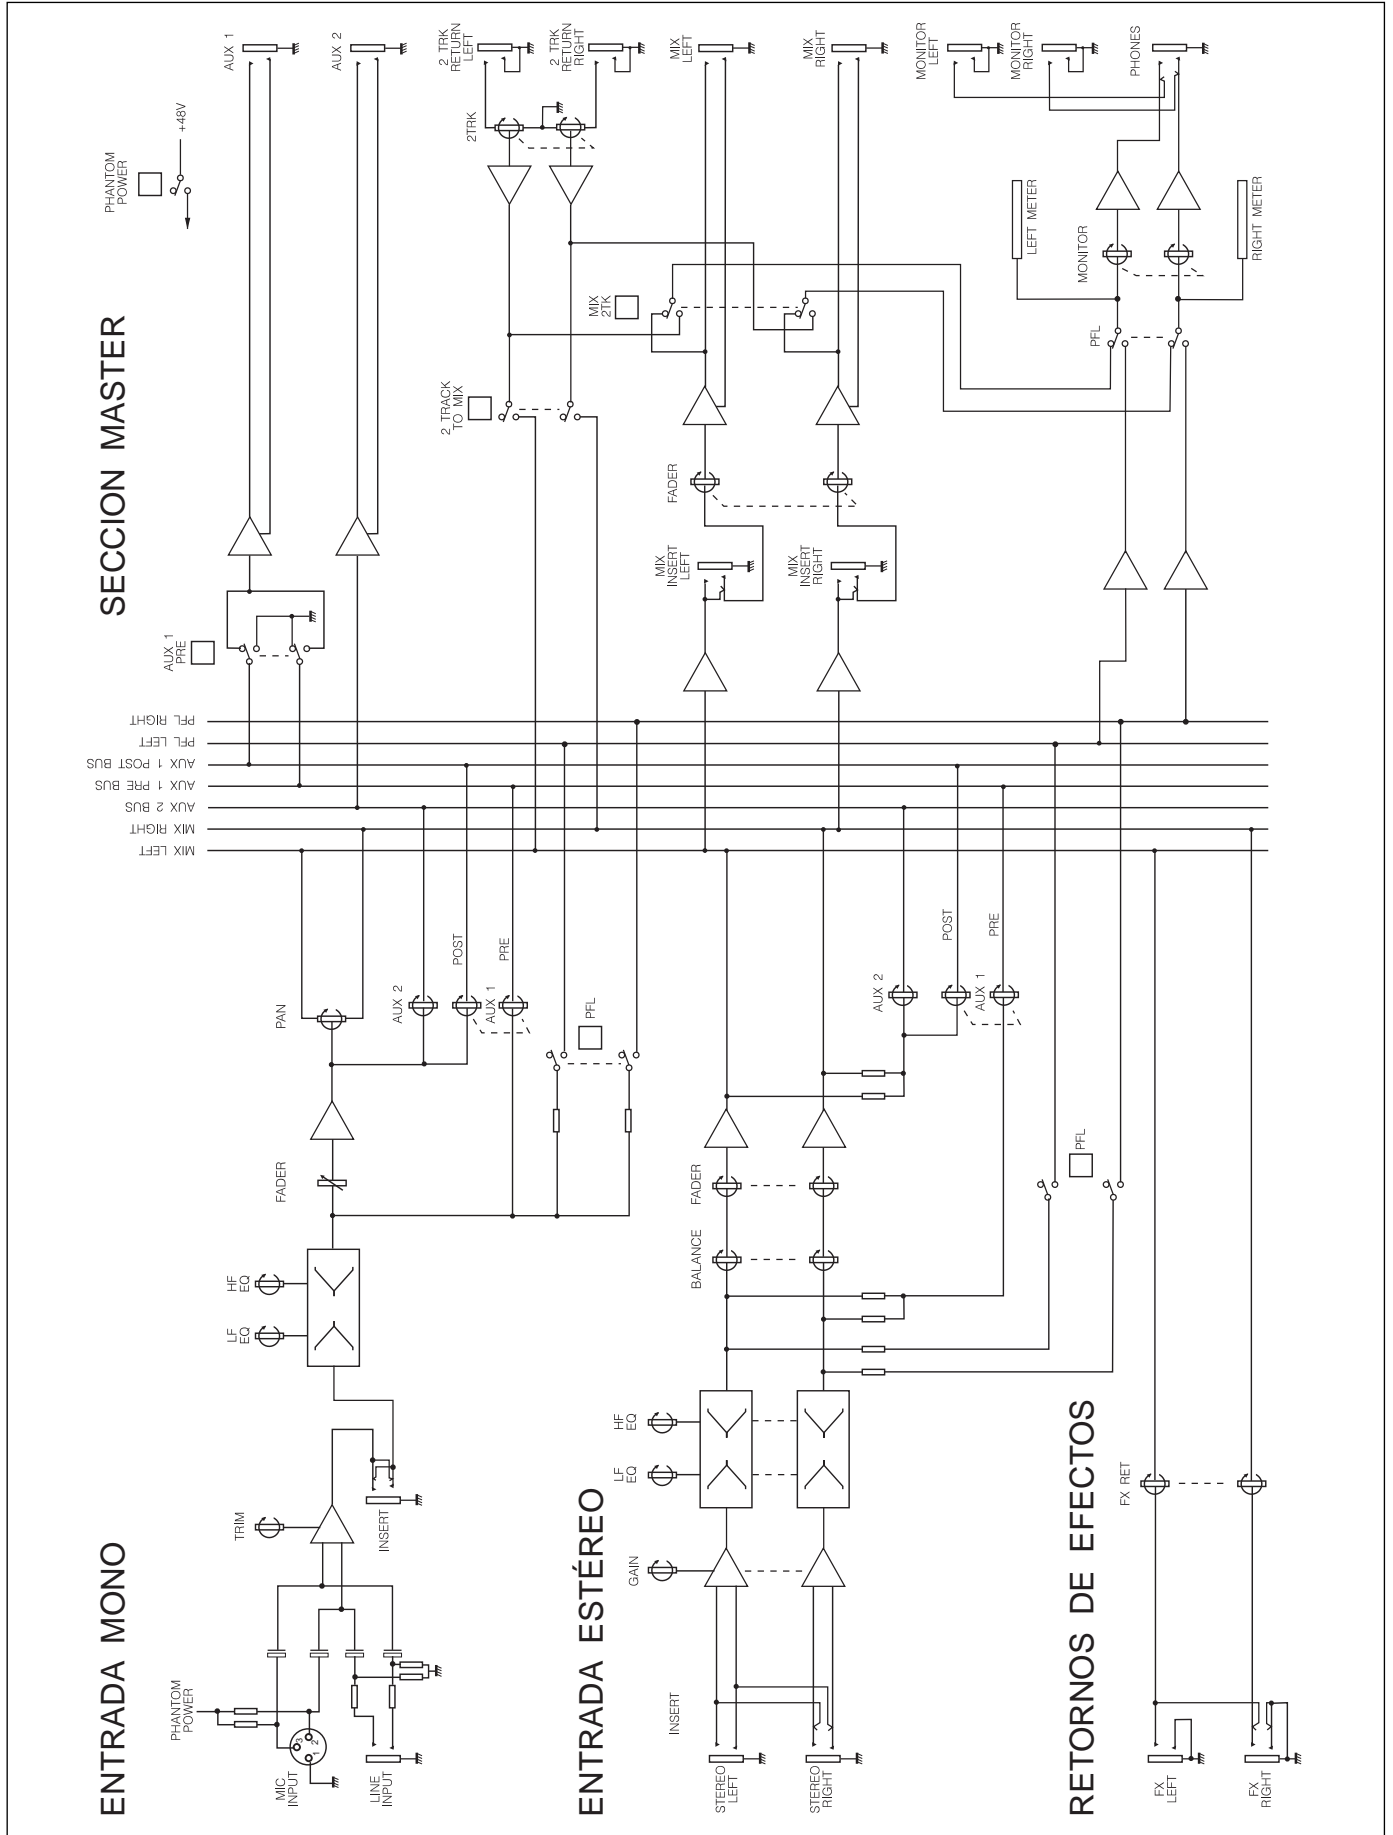 ENTRADA MONO
PHANTOM
POWER
MIC
INPUT
3
2
1
LINE
INPUT
TRIM
INSERT
LF
EQ
HF
EQ
FADER
PAN
AUX 2
POST
AUX 1
PRE
PFL
ENTRADA ESTÉREO
INSERT
STEREO
LEFT
STEREO
RIGHT
GAIN
LF
EQ
HF
EQ
BALANCE
FADER
PFL
AUX 2
POST
AUX 1
PRE
RETORNOS DE EFECTOS
FX
LEFT
FX
RIGHT
FX RET
MIX LEFT
MIX RIGHT
AUX 2 BUS
AUX 1 PRE BUS
AUX 1 POST BUS
PFL LEFT
PFL RIGHT
SECCION MASTER
AUX 1
PRE
PHANTOM
POWER
+48V
AUX 1
AUX 2
2 TRACK
TO MIX
2TRK
2 TRK
RETURN
LEFT
2 TRK
RETURN
RIGHT
MIX
INSERT
LEFT
MIX
INSERT
RIGHT
FADER
MIX
2TK
MIX
LEFT
MIX
RIGHT
PFL
MONITOR
LEFT METER
RIGHT METER
MONITOR
LEFT
MONITOR
RIGHT
PHONES